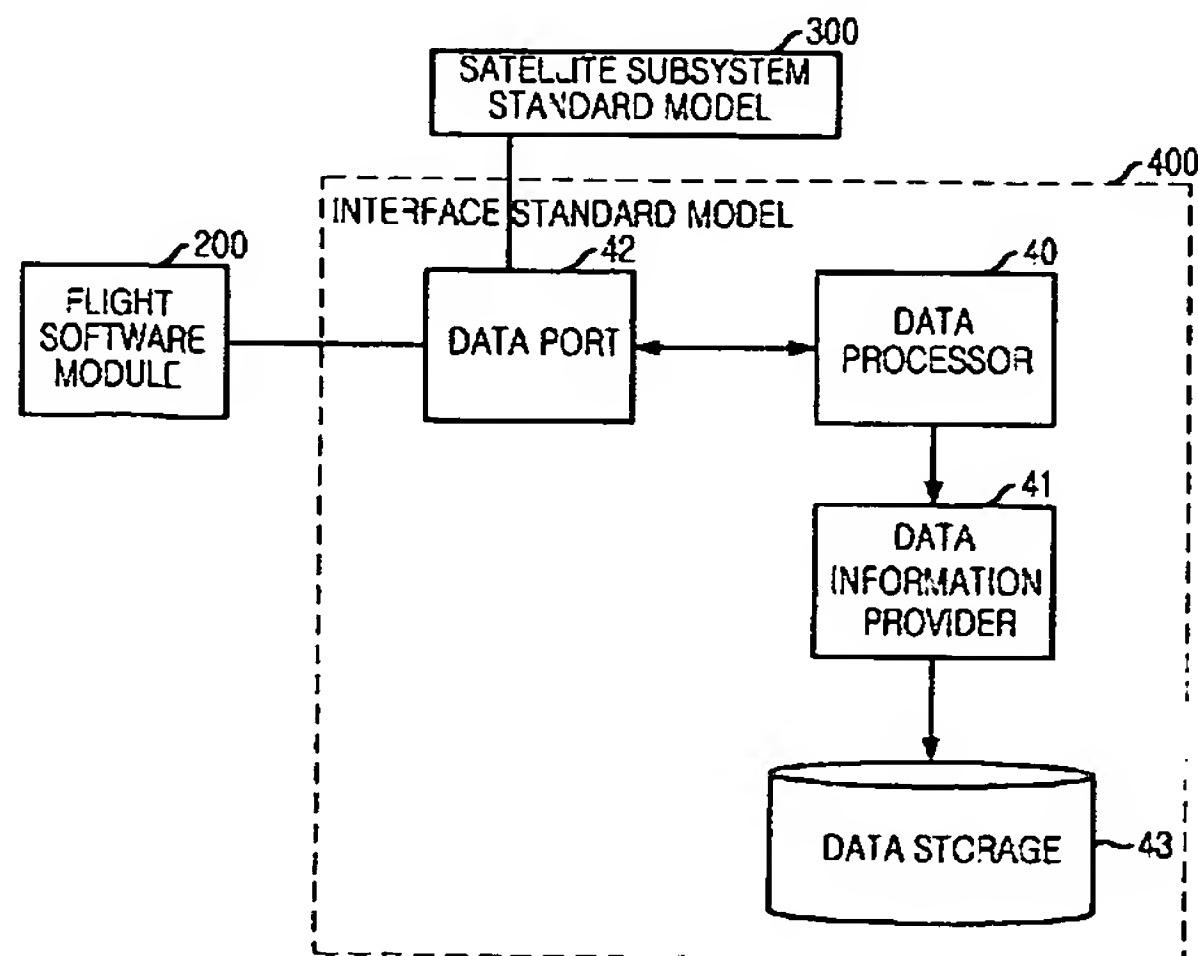 300
SATELLITE SUBSYSTEM
STANDARD MODEL
400
INTERFACE STANDARD MODEL
200
FLIGHT
SOFTWARE
MODULE
42
DATA PORT
40
DATA
PROCESSOR
41
DATA
INFORMATION
PROVIDER
DATA STORAGE
43